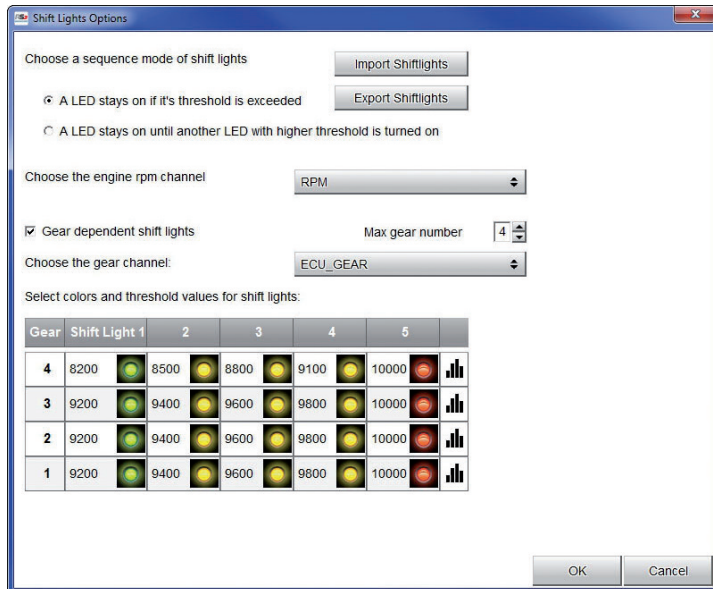 Shift Lights Options
Choose a sequence mode of shift lights
Import Shiftlights
A LED stays on if it's threshold is exceeded
Export Shiftlights
A LED stays on until another LED with higher threshold is turned on
Choose the engine rpm channel
RPM
Gear dependent shift lights
Max gear number
4
Choose the gear channel:
ECU_GEAR
Select colors and threshold values for shift lights:
Gear Shift Light 1 2 3 4 5
4 8200 8500 8800 9100 10000
3 9200 9400 9600 9800 10000
2 9200 9400 9600 9800 10000
1 9200 9400 9600 9800 10000
OK Cancel